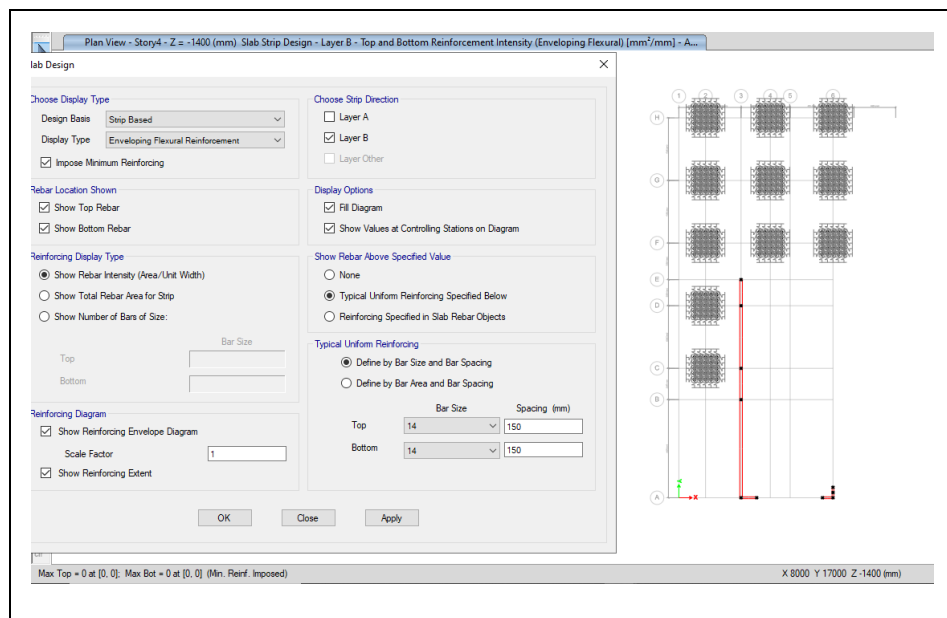 Plan View - Story4 - Z = -1400 (mm) Slab Strip Design - Layer B - Top and Bottom Reinforcement Intensity (Enveloping Flexural) [mm²/mm] - A...
lab Design
Choose Display Type
Design Basis Strip Based
Display Type Enveloping Flexural Reinforcement
Impose Minimum Reinforcing
Rebar Location Shown
Show Top Rebar
Show Bottom Rebar
Reinforcing Display Type
Show Rebar Intensity (Area/Unit Width)
Show Total Rebar Area for Strip
Show Number of Bars of Size:
Bar Size
Top
Bottom
Reinforcing Diagram
Show Reinforcing Envelope Diagram
Scale Factor 1
Show Reinforcing Extent
Choose Strip Direction
Layer A
Layer B
Layer Other
Display Options
Fill Diagram
Show Values at Controlling Stations on Diagram
Show Rebar Above Specified Value
None
Typical Uniform Reinforcing Specified Below
Reinforcing Specified in Slab Rebar Objects
Typical Uniform Reinforcing
Define by Bar Size and Bar Spacing
Define by Bar Area and Bar Spacing
Bar Size Spacing (mm)
Top 14 150
Bottom 14 150
OK Close Apply
1 2 3 4 5 6
H
G
F
E
D
C
B
A
X
Max Top = 0 at [0, 0]; Max Bot = 0 at [0, 0] (Min. Reinf. Imposed)
X 8000 Y 17000 Z -1400 (mm)